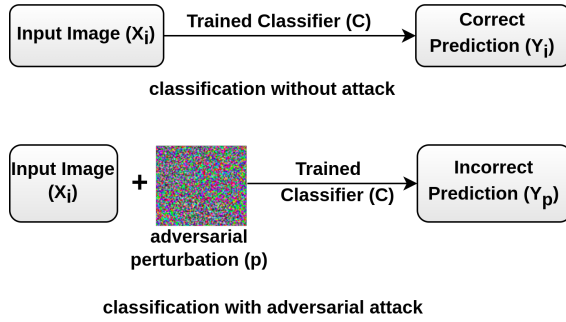 Input Image (Xi)
Trained Classifier (C)
Correct
Prediction (Yi)
classification without attack
Input Image
(Xi)
+
adversarial
perturbation (p)
Trained
Classifier (C)
Incorrect
Prediction (Yp)
classification with adversarial attack